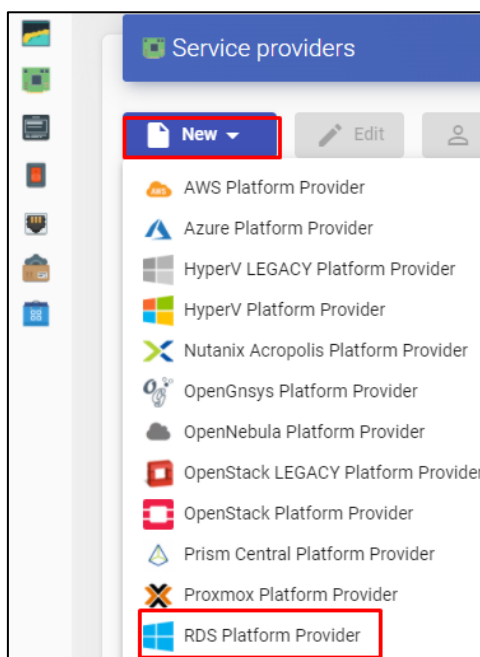 Service providers
New
Edit
AWS Platform Provider
Azure Platform Provider
HyperV LEGACY Platform Provider
HyperV Platform Provider
Nutanix Acropolis Platform Provider
OpenGnsys Platform Provider
OpenNebula Platform Provider
OpenStack LEGACY Platform Provider
OpenStack Platform Provider
Prism Central Platform Provider
Proxmox Platform Provider
RDS Platform Provider